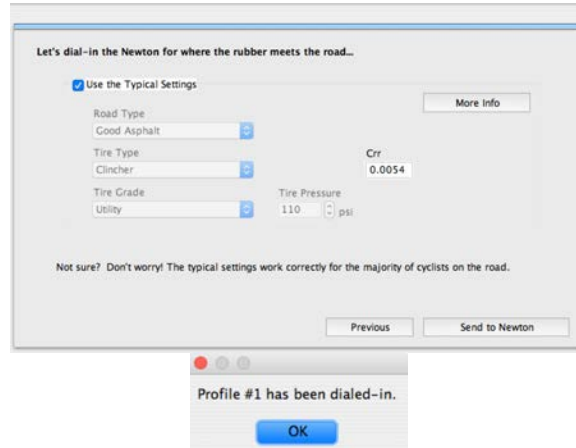 Let's dial-in the Newton for where the rubber meets the road...
Use the Typical Settings
More Info
Road Type
Good Asphalt
Tire Type
Crr
Clincher
0.0054
Tire Grade
Tire Pressure
Utility
110 psi
Not sure? Don't worry! The typical settings work correctly for the majority of cyclists on the road.
Previous Send to Newton
Profile #1 has been dialed-in.
OK